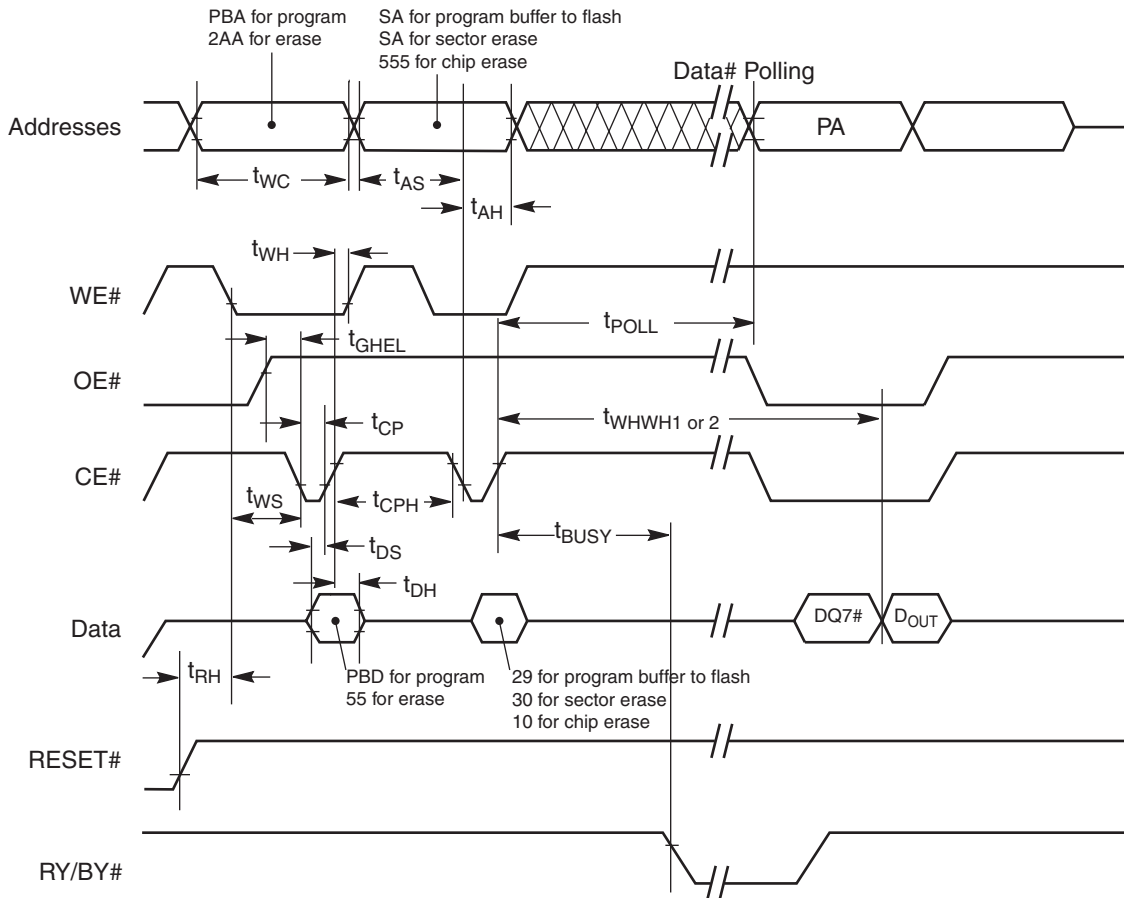 PBA for program
2AA for erase
SA for program buffer to flash
SA for sector erase
555 for chip erase
Data# Polling
Addresses
PA
tWC
tAS
tAH
tWH
WE#
tPOLL
tGHEL
OE#
tWHWH1 or 2
tCP
CE#
tWS
tCPH
tBUSY
tDS
tDH
Data
DQ7#
DOUT
tRH
PBD for program
55 for erase
29 for program buffer to flash
30 for sector erase
10 for chip erase
RESET#
RY/BY#